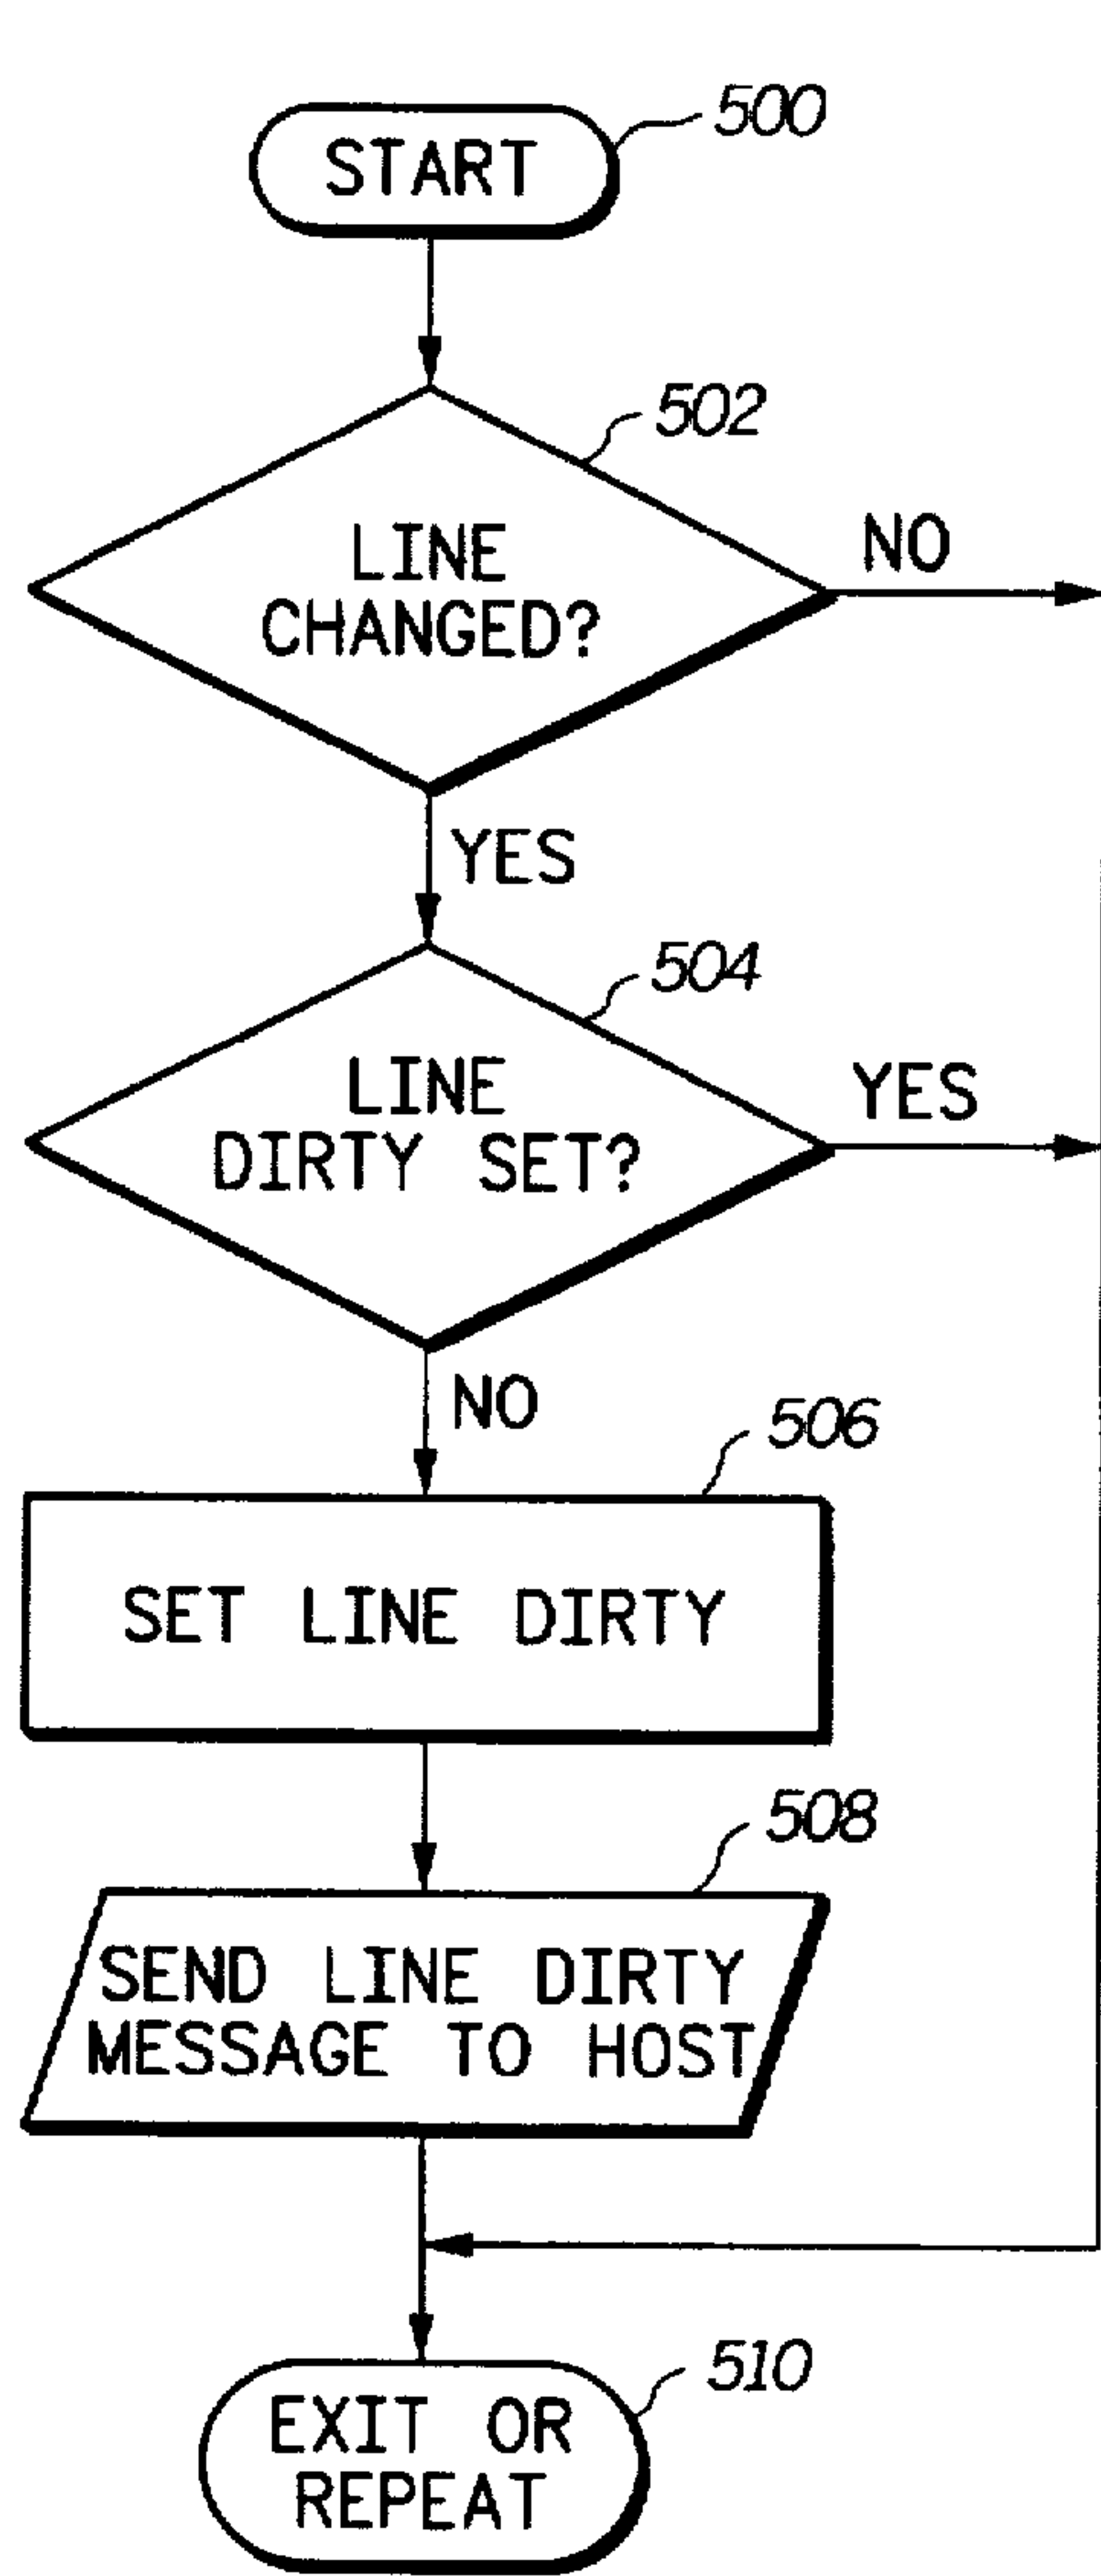 500
START
502
LINE
CHANGED?
NO
YES
504
LINE
DIRTY SET?
YES
NO
506
SET LINE DIRTY
508
SEND LINE DIRTY
MESSAGE TO HOST
510
EXIT OR
REPEAT